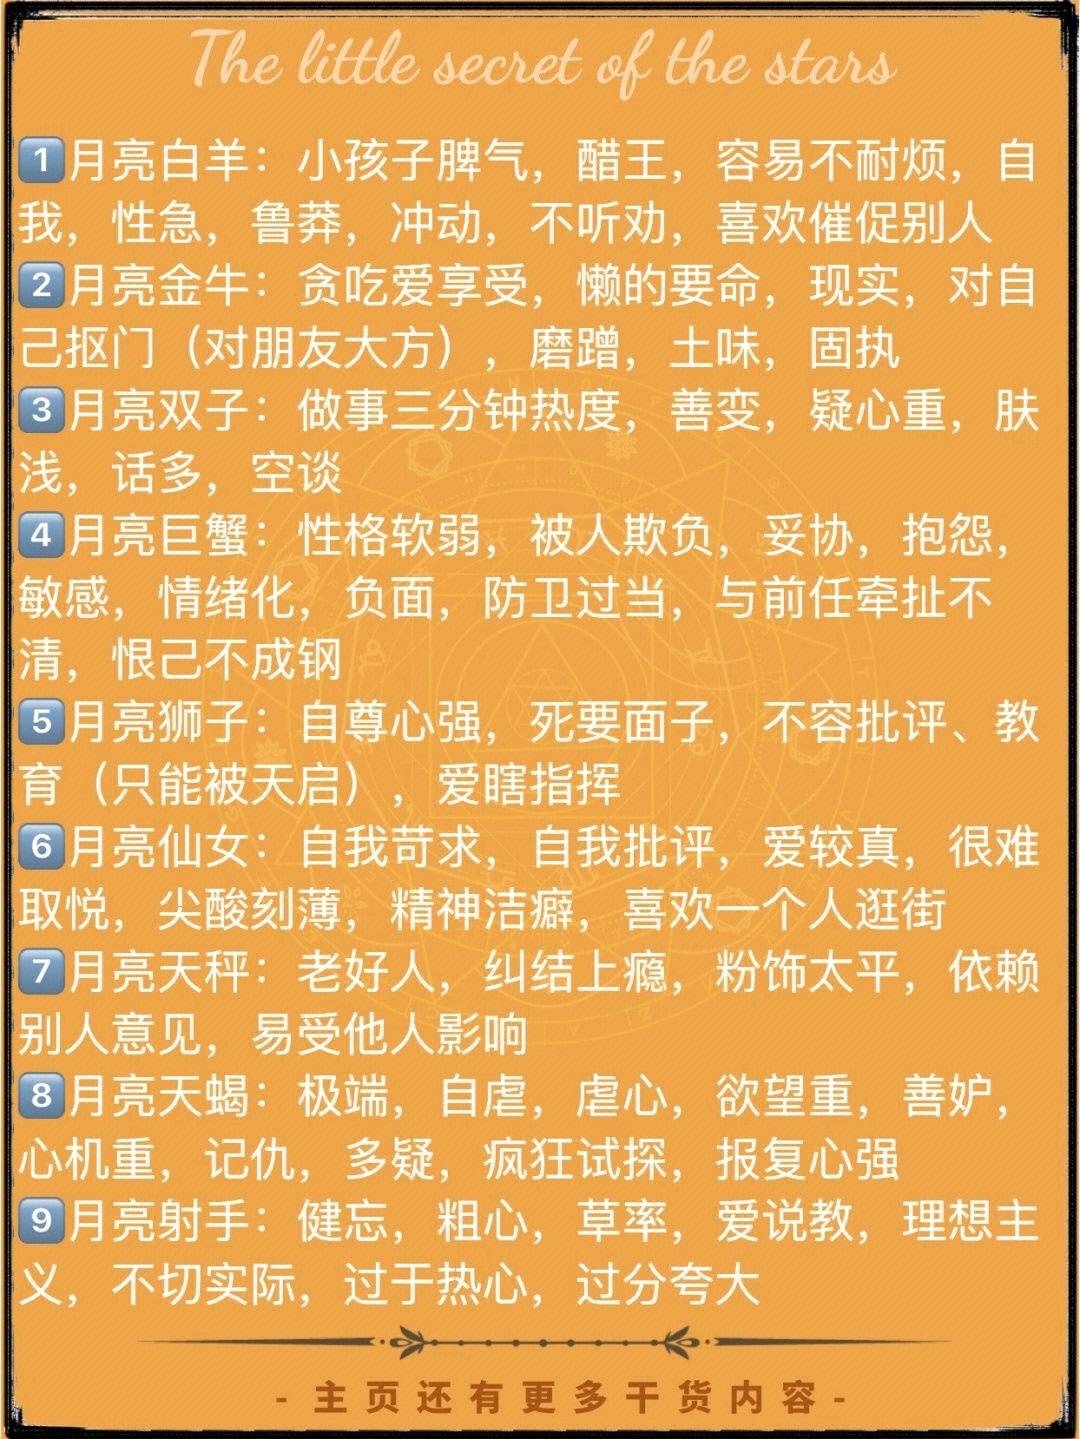 The little secret of the stars
1月亮白羊：小孩子脾气，醋王，容易不耐烦，自
我，性急，鲁莽，冲动，不听劝，喜欢催促别人
2月亮金牛：贪吃爱享受，懒的要命，现实，对自
己抠门（对朋友大方），磨蹭，土味，固执
3月亮双子：做事三分钟热度，善变，疑心重，肤
浅，话多，空谈
4月亮巨蟹：性格软弱，被人欺负，妥协，抱怨，
敏感，情绪化，负面，防卫过当，与前任牵扯不
清，恨己不成钢
5月亮狮子：自尊心强，死要面子，不容批评、教
育（只能被天启），爱瞎指挥
6月亮仙女：自我苛求，自我批评，爱较真，很难
取悦，尖酸刻薄，精神洁癖，喜欢一个人逛街
7月亮天秤：老好人，纠结上瘾，粉饰太平，依赖
别人意见，易受他人影响
8月亮天蝎：极端，自虐，虐心，欲望重，善妒，
心机重，记仇，多疑，疯狂试探，报复心强
9月亮射手：健忘，粗心，草率，爱说教，理想主
义，不切实际，过于热心，过分夸大
- 主页还有更多干货内容 -